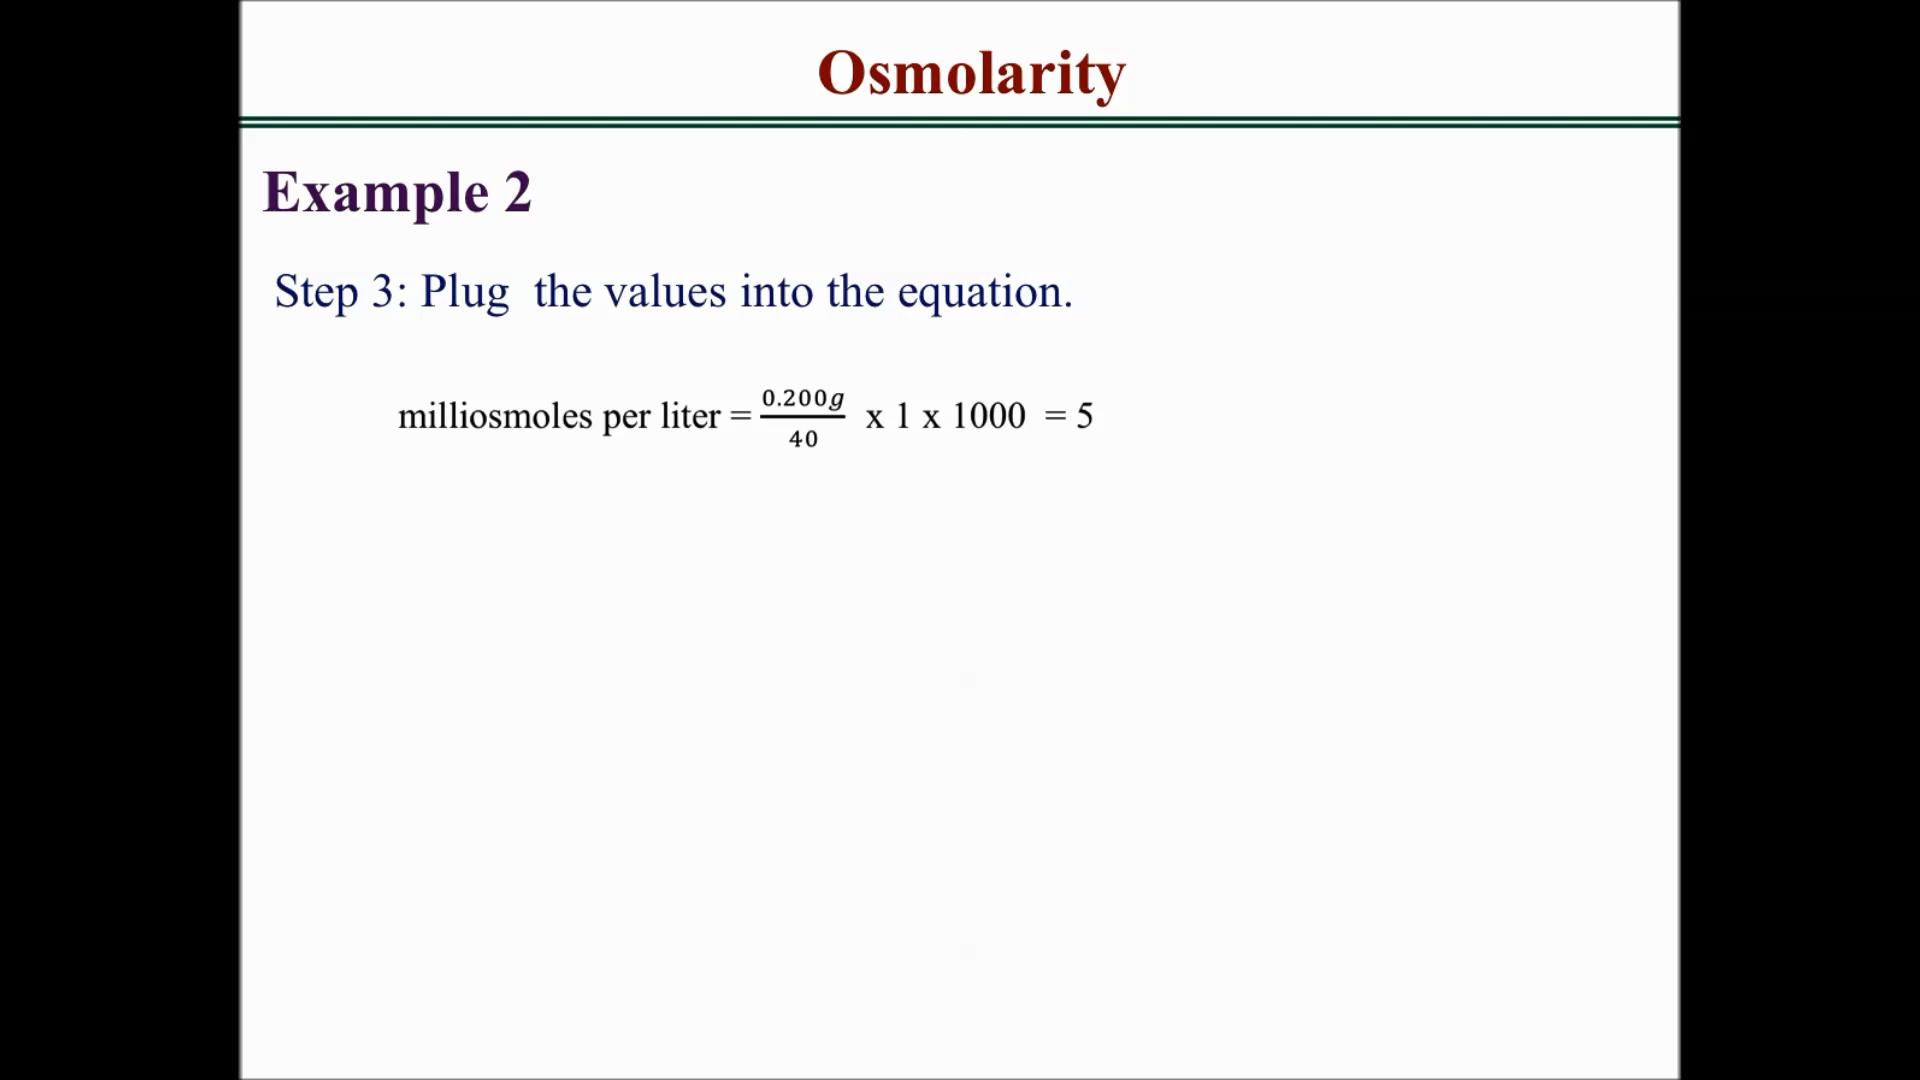 Osmolarity
Example 2
Step 3: Plug the values into the equation.
milliosmoles per liter = 0.200g/40 x 1 x 1000 = 5